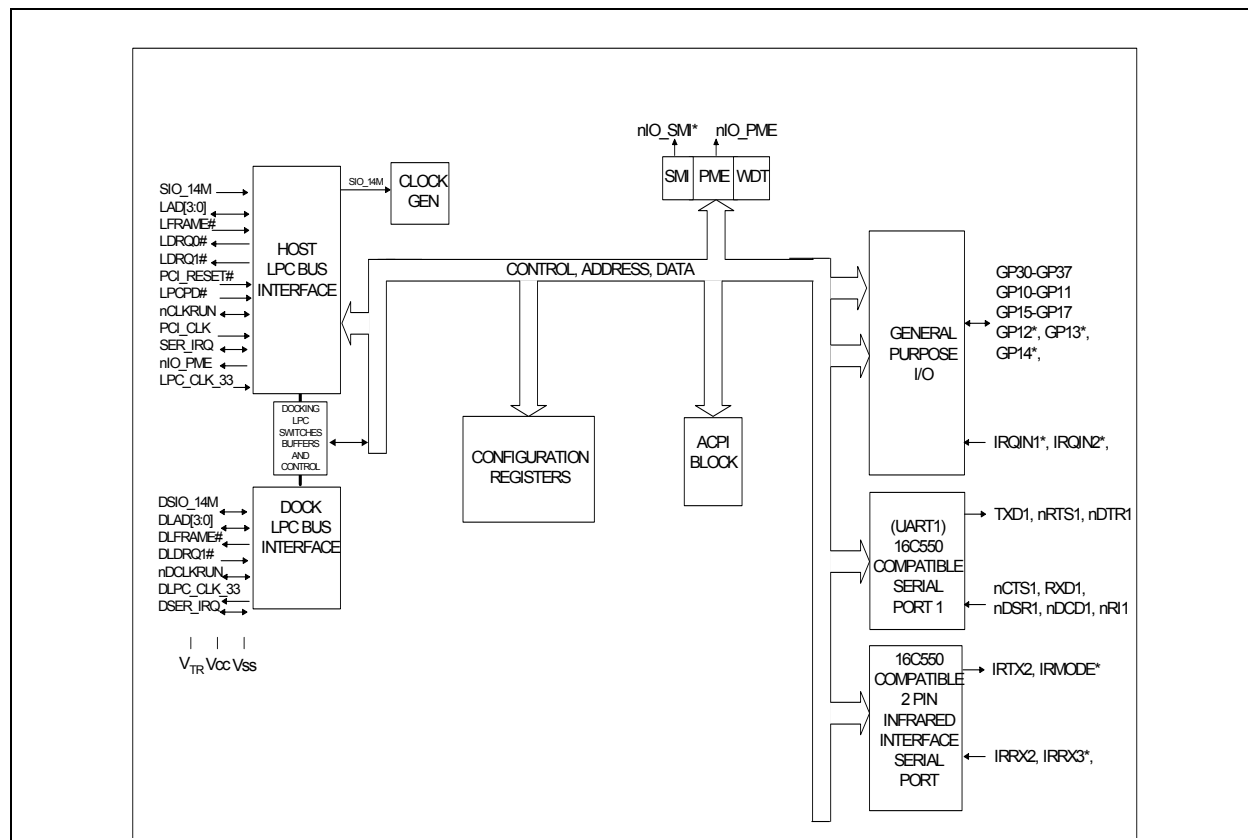 nIO_SMI* nIO_PME
SMI PME WDT
SIO_14M
LAD[3:0]
LFRAME#
LDRQ0#
LDRQ1#
PCI_RESET#
LPCPD#
nCLKRUN
PCI_CLK
SER_IRQ
nIO_PME
LPC_CLK_33
HOST
LPC BUS
INTERFACE
SIO_14M
CLOCK
GEN
CONTROL, ADDRESS, DATA
DOCKING
LPC
SWITCHES
BUFFERS
AND
CONTROL
DSIO_14M
DLAD[3:0]
DLFRAME#
DLDRQ1#
nDCLKRUN
DLPC_CLK_33
DSER_IRQ
DOCK
LPC BUS
INTERFACE
VTR Vcc Vss
CONFIGURATION
REGISTERS
ACPI
BLOCK
GENERAL
PURPOSE
I/O
GP30-GP37
GP10-GP11
GP15-GP17
GP12*, GP13*,
GP14*,
IRQIN1*, IRQIN2*,
(UART1)
16C550
COMPATIBLE
SERIAL
PORT 1
TXD1, nRTS1, nDTR1
nCTS1, RXD1,
nDSR1, nDCD1, nRI1
16C550
COMPATIBLE
2 PIN
INFRARED
INTERFACE
SERIAL
PORT
IRTX2, IRMODE*
IRRX2, IRRX3*,